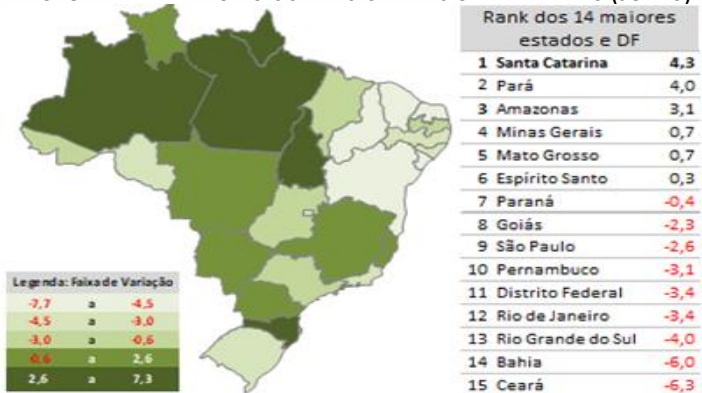 Rank dos 14 maiores
estados e DF
1 Santa Catarina 4,3
2 Pará 4,0
3 Amazonas 3,1
4 Minas Gerais 0,7
5 Mato Grosso 0,7
6 Espírito Santo 0,3
7 Paraná -0,4
8 Goiás -2,3
9 São Paulo -2,6
10 Pernambuco -3,1
11 Distrito Federal -3,4
12 Rio de Janeiro -3,4
13 Rio Grande do Sul -4,0
14 Bahia -6,0
15 Ceará -6,3
Legenda: Faixa de Variação
-7,7 a -4,5
-4,5 a -3,0
-3,0 a -0,6
-0,6 a 2,6
2,6 a 7,3